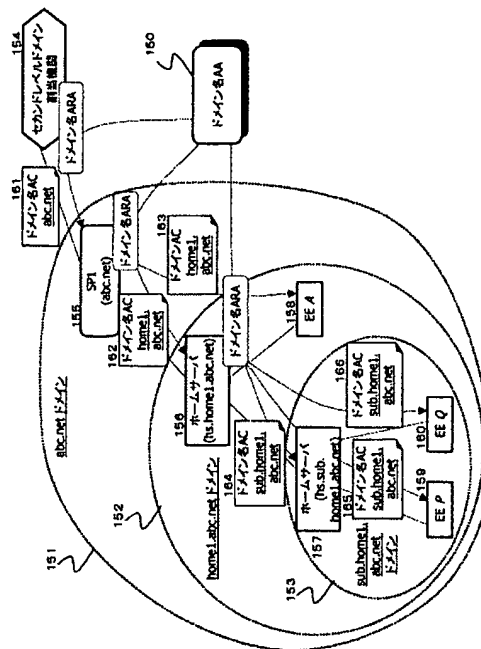 154
セカンドレベルドメイン
割当機関
ドメイン名ARA
150
ドメイン名AA
161
ドメイン名AC
abc.net
155
SP1
(abc.net)
ドメイン名ARA
163
ドメインAC
home1.
abc.net
162
ドメイン名AC
home1.
abc.net
ドメイン名ARA
158
EE A
156
ホームサーバ
(hs.home1.abc.net)
164
ドメイン名AC
sub.home1.
abc.net
166
ドメイン名AC
sub.home1.
abc.net
160
EE Q
ホームサーバ
(hs.sub.
home1.abc.net)
157
165
ドメイン名AC
sub.home1.
abc.net
159
EE P
abc.net ドメイン
151
home1.abc.net ドメイン
152
sub.home1.
abc.net
ドメイン
153